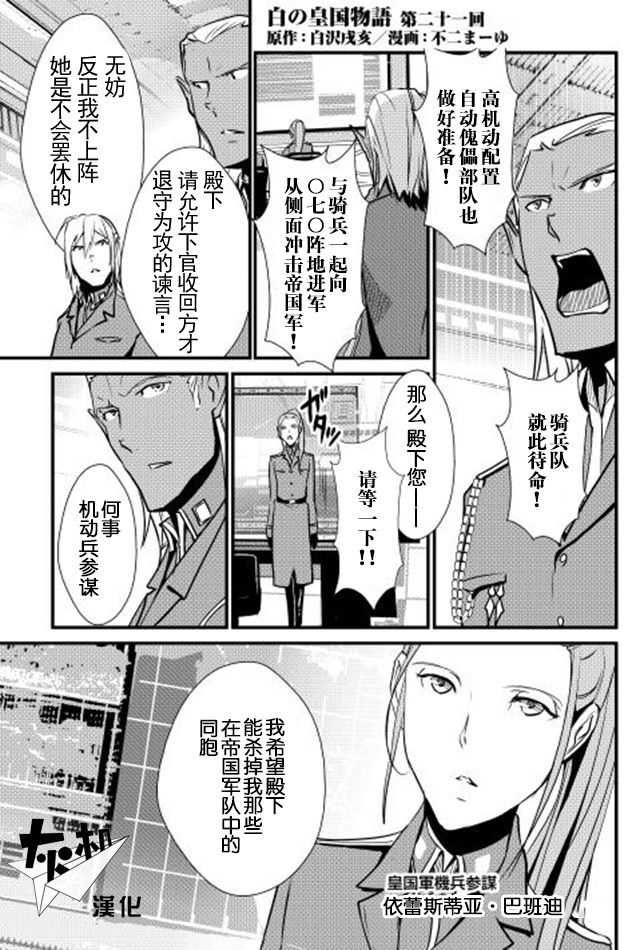 白の皇国物語 第二十一回
原作：白沢戌亥／漫画：不二まーゆ
高机动配置
自动傀儡部队也
做好准备！
与骑兵一起向
〇七〇阵地进军
从侧面冲击帝国军！
殿下
请允许下官收回方才
退守为攻的谏言…
无妨
反正我不上阵
她是不会罢休的
骑兵队
就此待命！
那么 殿下您——
请等一下！！
ガタッ
何事
机动兵参谋
我希望殿下
能杀掉我那些
在帝国军队中的
同胞
皇国軍機兵参謀
依蕾斯蒂亚·巴班迪
漢化